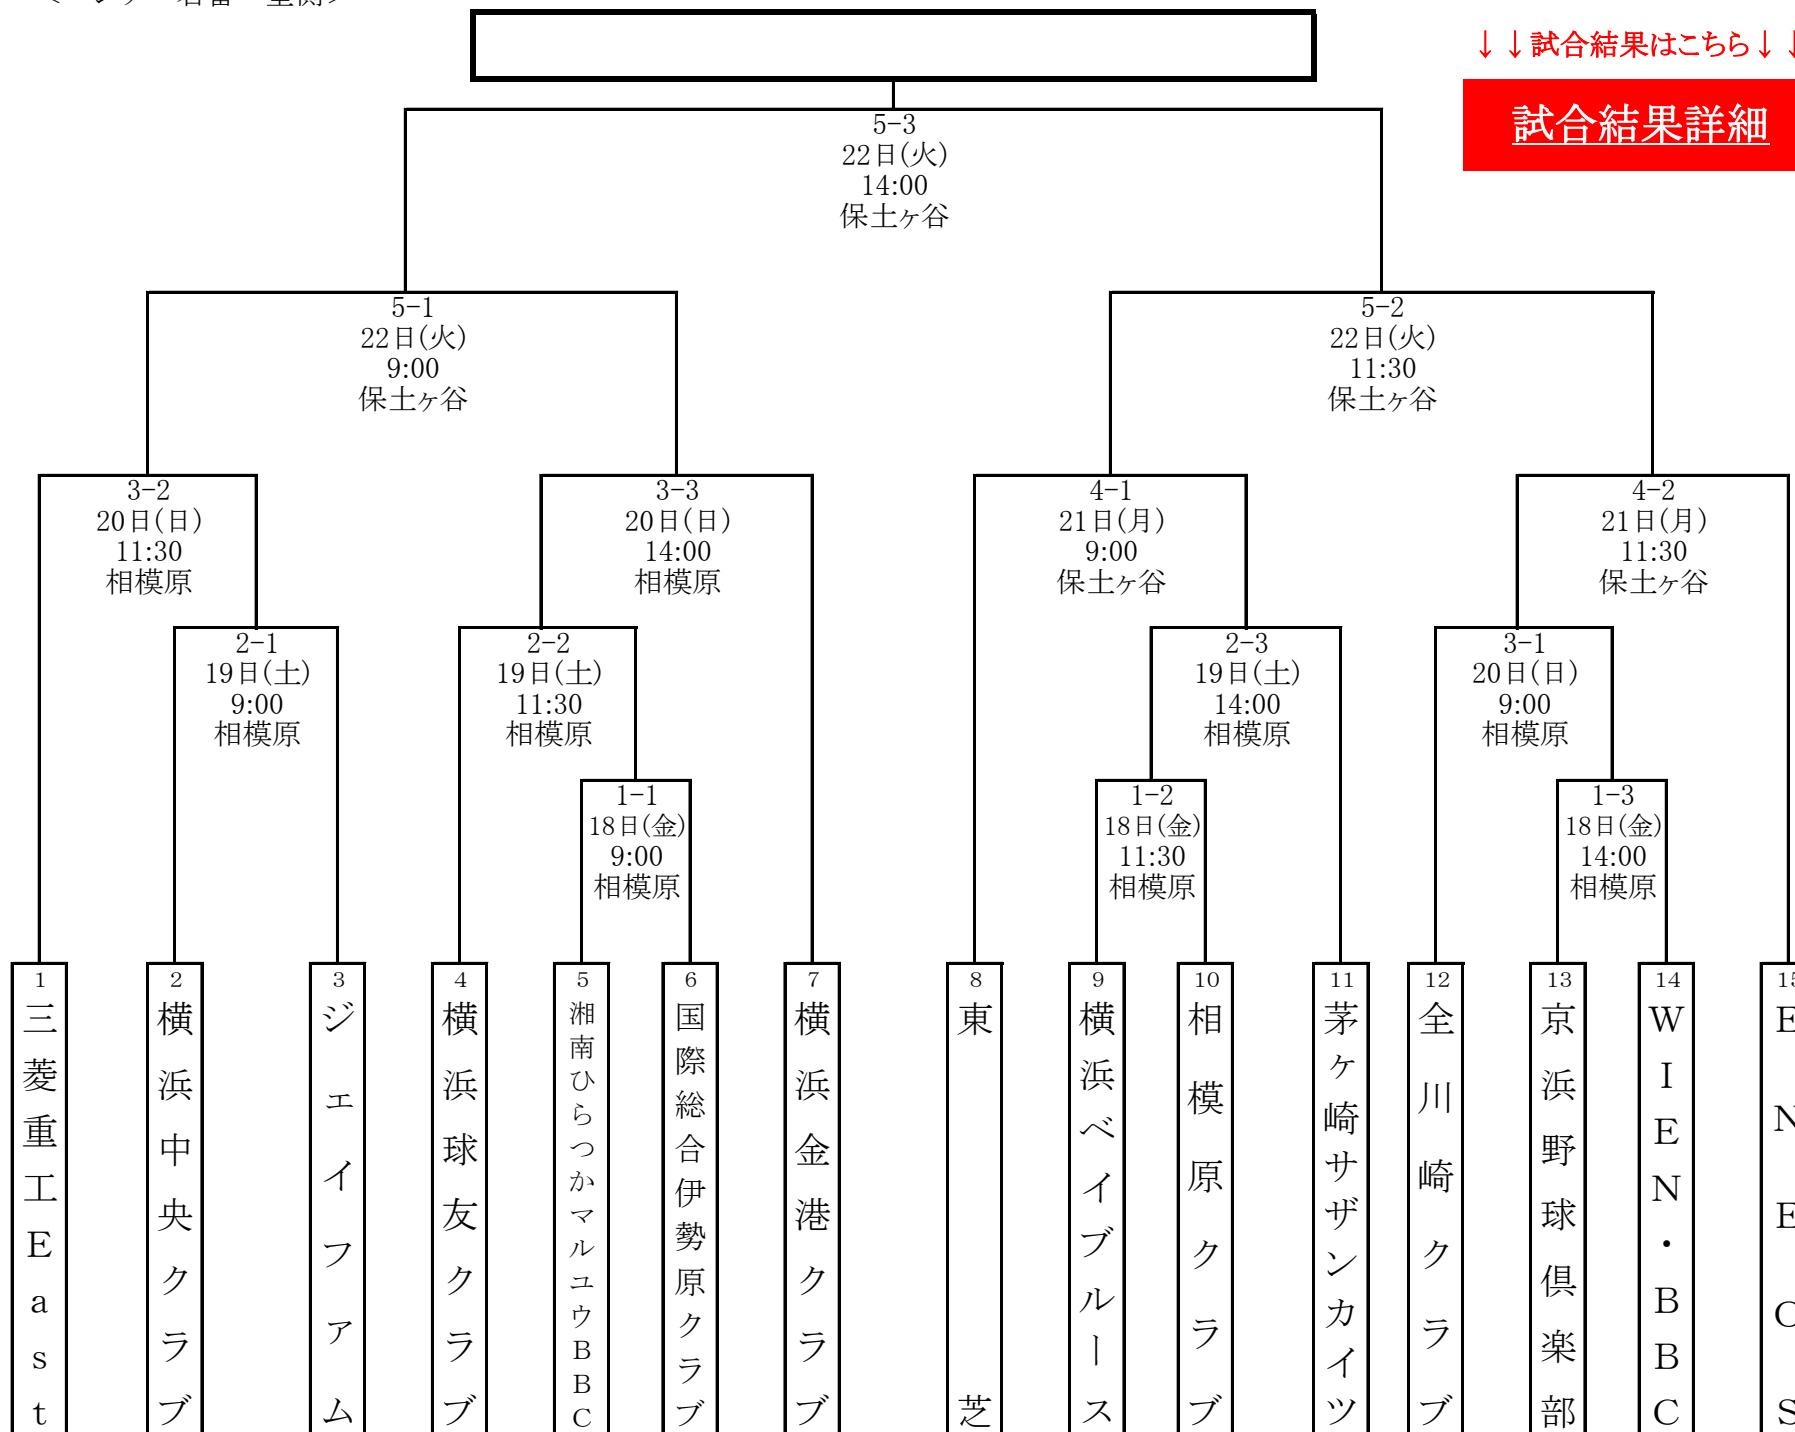 ↓↓試合結果はこちら↓↓
試合結果詳細
5-3
22日(火)
14:00
保土ヶ谷
5-1
22日(火)
9:00
保土ヶ谷
5-2
22日(火)
11:30
保土ヶ谷
3-2
20日(日)
11:30
相模原
3-3
20日(日)
14:00
相模原
4-1
21日(月)
9:00
保土ヶ谷
4-2
21日(月)
11:30
保土ヶ谷
2-1
19日(土)
9:00
相模原
2-2
19日(土)
11:30
相模原
2-3
19日(土)
14:00
相模原
3-1
20日(日)
9:00
相模原
1-1
18日(金)
9:00
相模原
1-2
18日(金)
11:30
相模原
1-3
18日(金)
14:00
相模原
1
三菱重工East
2
横浜中央クラブ
3
ジェイファム
4
横浜球友クラブ
5
湘南ひらつかマルユウBBC
6
国際総合伊勢原クラブ
7
横浜金港クラブ
8
東芝
9
横浜ベイブルース
10
相模原クラブ
11
茅ヶ崎サザンカイツ
12
全川崎クラブ
13
京浜野球倶楽部
14
WIEN・BBC
15
ENEOS